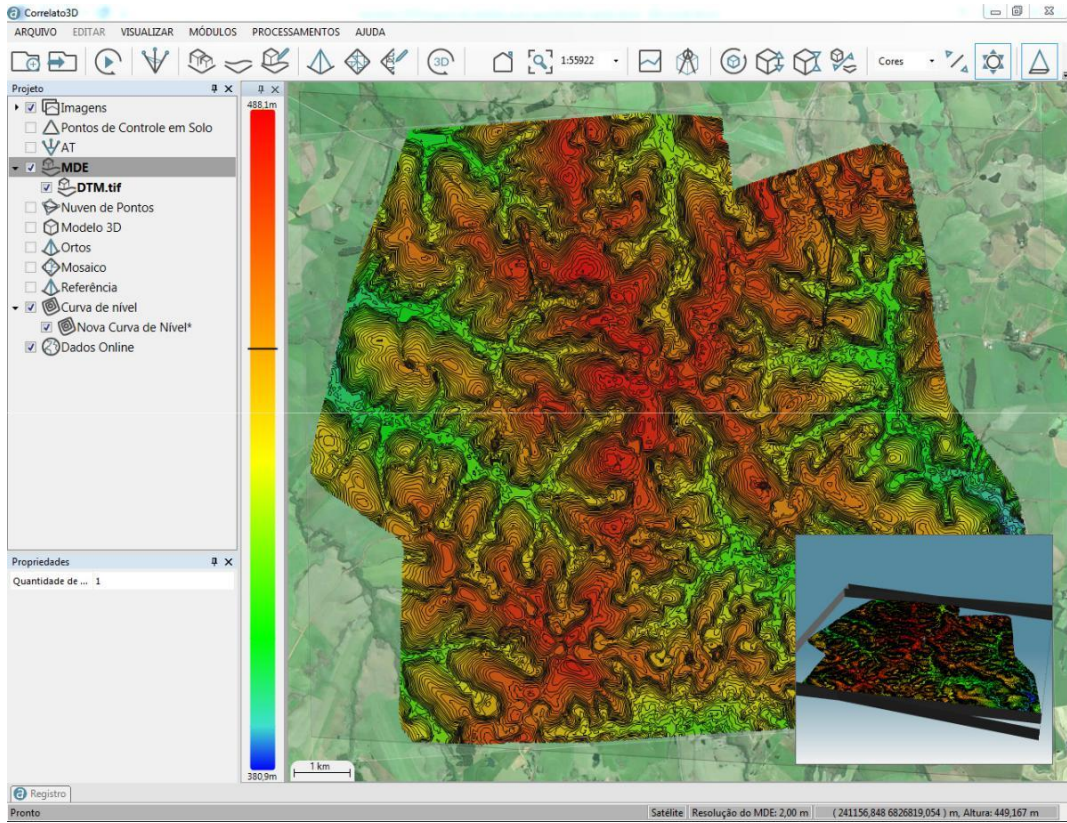 Correlato3D
ARQUIVO EDITAR VISUALIZAR MÓDULOS PROCESSAMENTOS AJUDA
3D 1:55922 Cores
Projeto
Imagens
Pontos de Controle em Solo
AT
MDE
DTM.tif
Nuven de Pontos
Modelo 3D
Ortos
Mosaico
Referência
Curva de nível
Nova Curva de Nível*
Dados Online
Propriedades
Quantidade de ... 1
488,1m
380,9m
1 km
Registro
Pronto
Satélite Resolução do MDE: 2,00 m ( 241156,848 6826819,054 ) m, Altura: 449,167 m